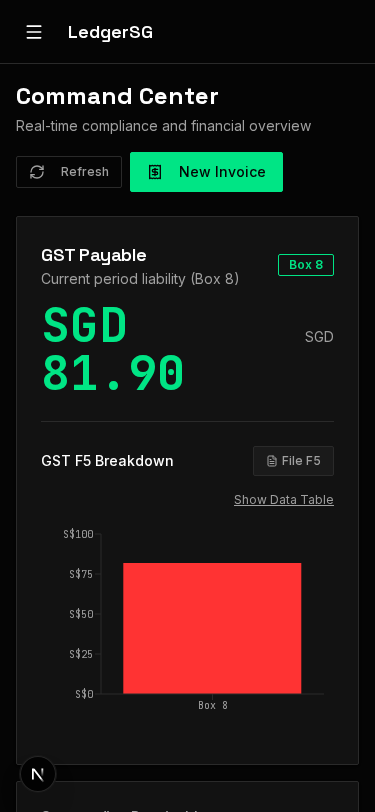 LedgerSG
Command Center
Real-time compliance and financial overview
Refresh
New Invoice
GST Payable
Current period liability (Box 8)
Box 8
SGD
81.90
SGD
GST F5 Breakdown
File F5
Show Data Table
S$100
S$75
S$50
S$25
S$0
Box 8
N